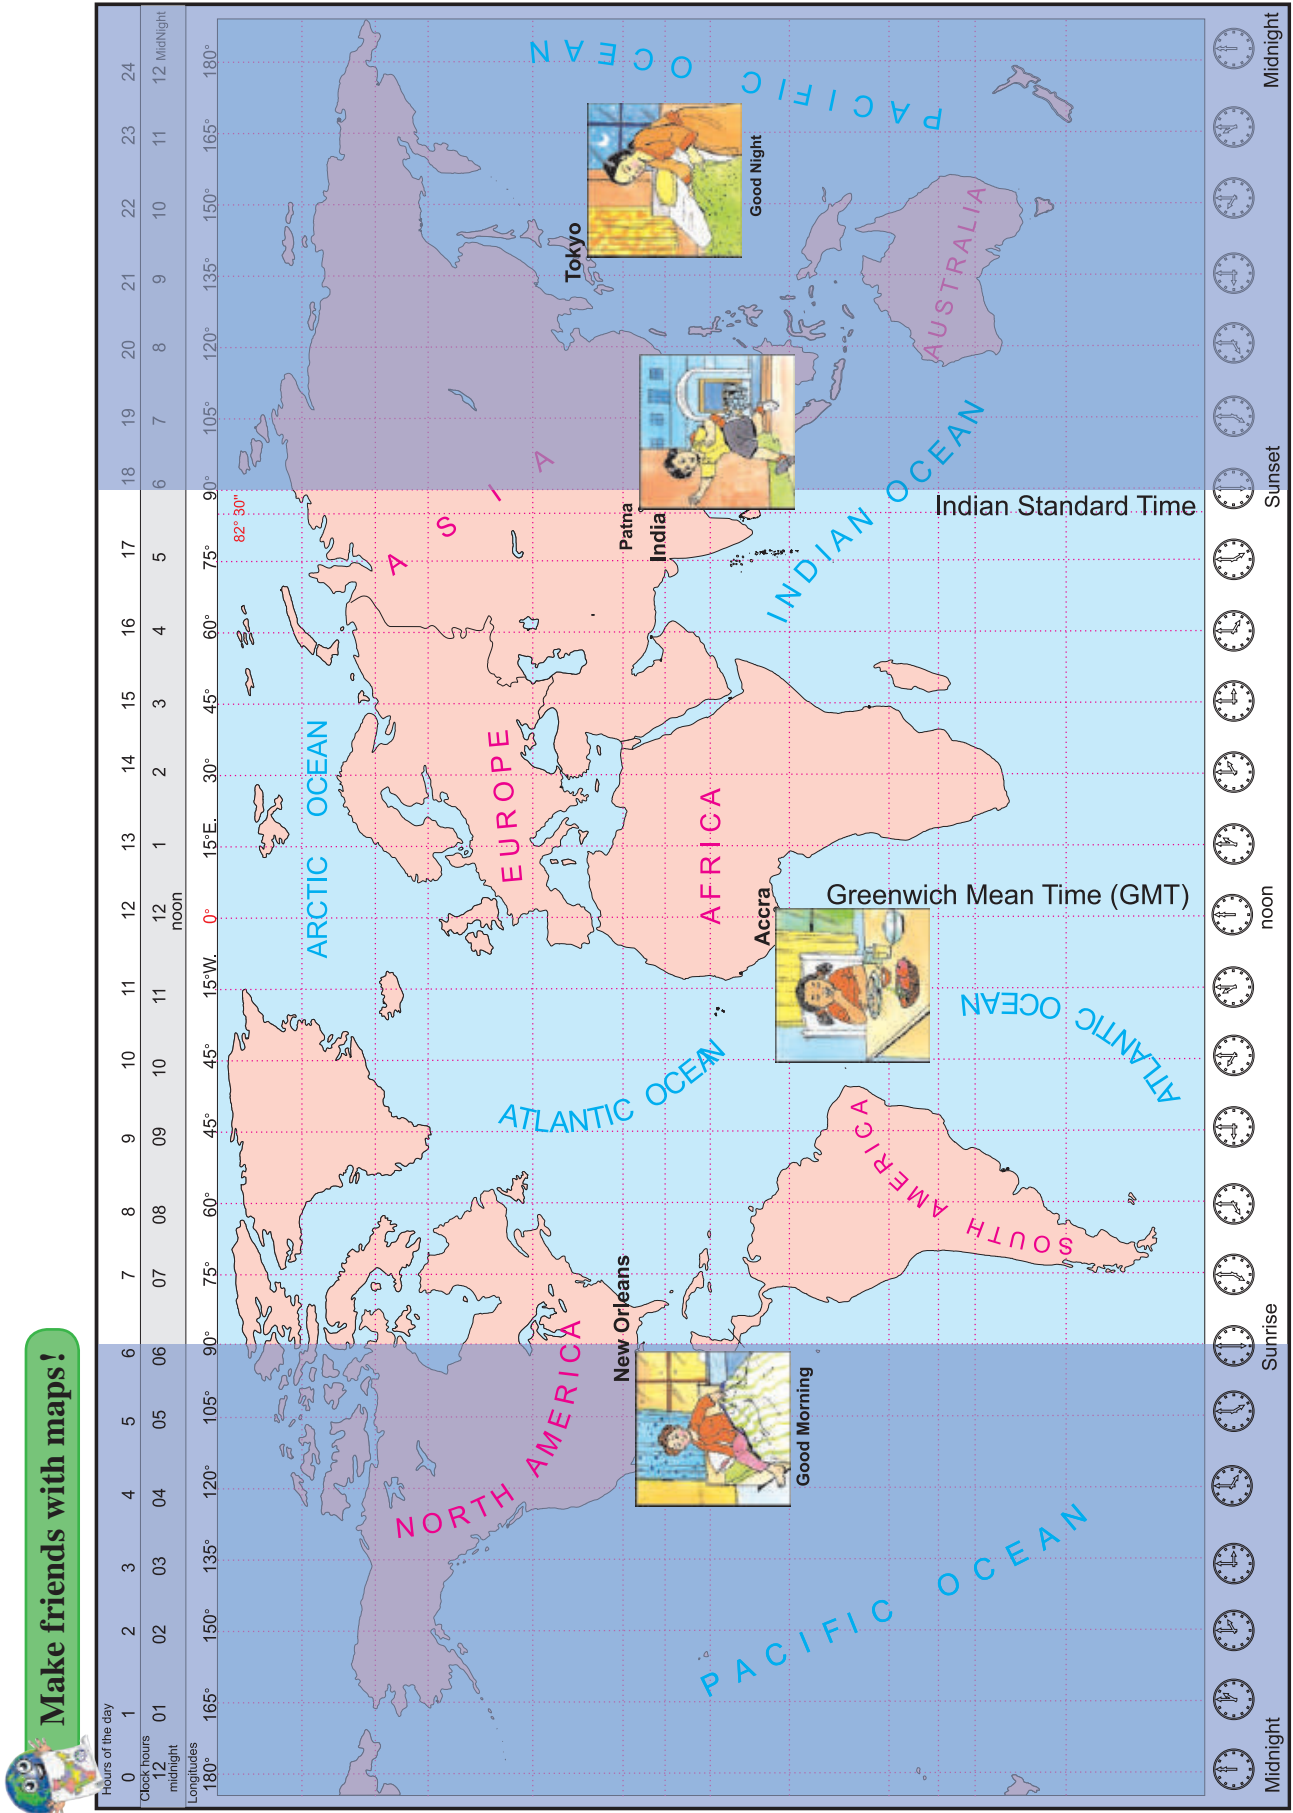 Make friends with maps!
Hours of the day
0 1 2 3 4 5 6 7 8 9 10 11 12 13 14 15 16 17 18 19 20 21 22 23 24
Clock hours
12 01 02 03 04 05 06 07 08 09 10 11 12 1 2 3 4 5 6 7 8 9 10 11 12 MidNight
midnight
noon
Longitudes
180° 165° 150° 135° 120° 105° 90° 75° 60° 45° 45° 15°W. 0° 15°E. 30° 45° 60° 75° 90° 105° 120° 135° 150° 165° 180°
82° 30"
ARCTIC OCEAN
NORTH AMERICA
EUROPE
ASIA
ATLANTIC OCEAN
PACIFIC OCEAN
New Orleans
Good Morning
AFRICA
Accra
Patna
India
Tokyo
Good Night
PACIFIC OCEAN
SOUTH AMERICA
ATLANTIC OCEAN
INDIAN OCEAN
AUSTRALIA
Greenwich Mean Time (GMT)
Indian Standard Time
Midnight
Sunrise
noon
Sunset
Midnight